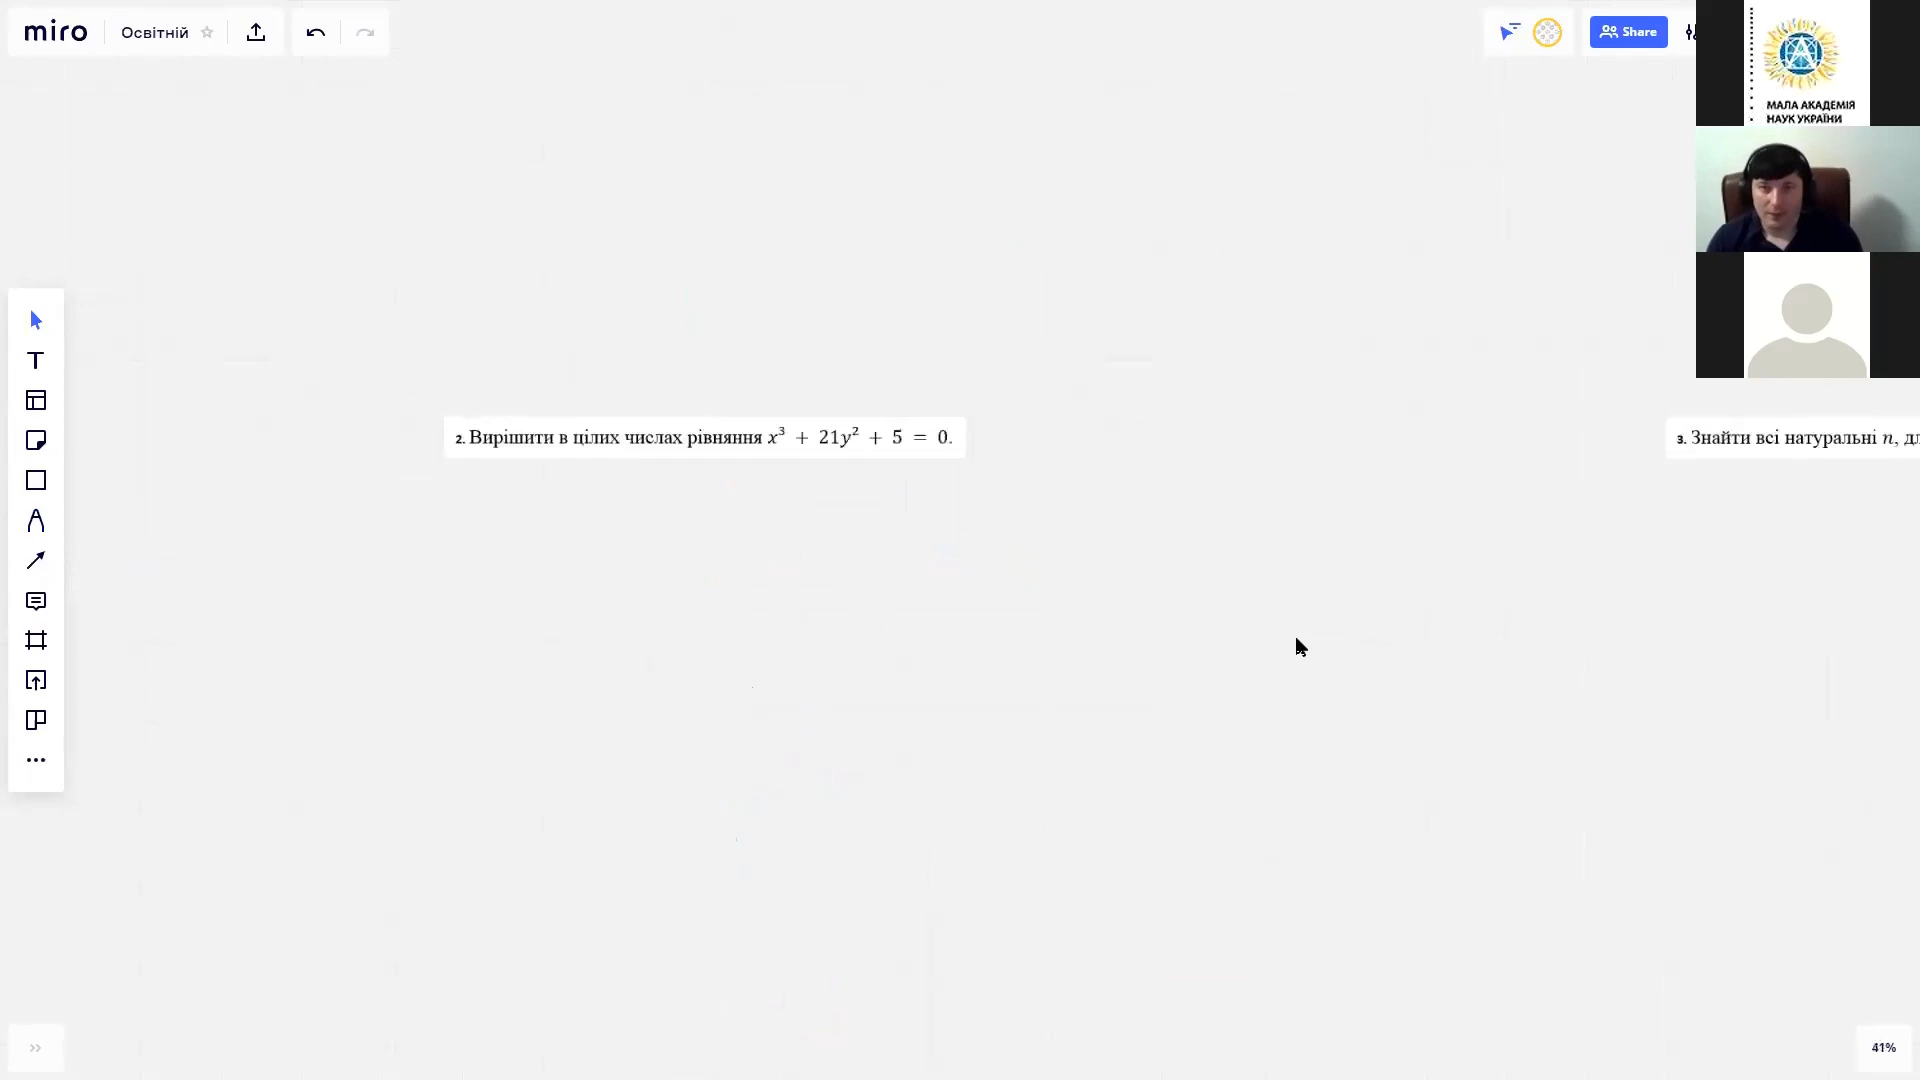 miro
Освітній
Share
МАЛА АКАДЕМІЯ
НАУК УКРАЇНИ
2. Вирішити в цілих числах рівняння x³ + 21y² + 5 = 0.
3. Знайти всі натуральні n,
41%